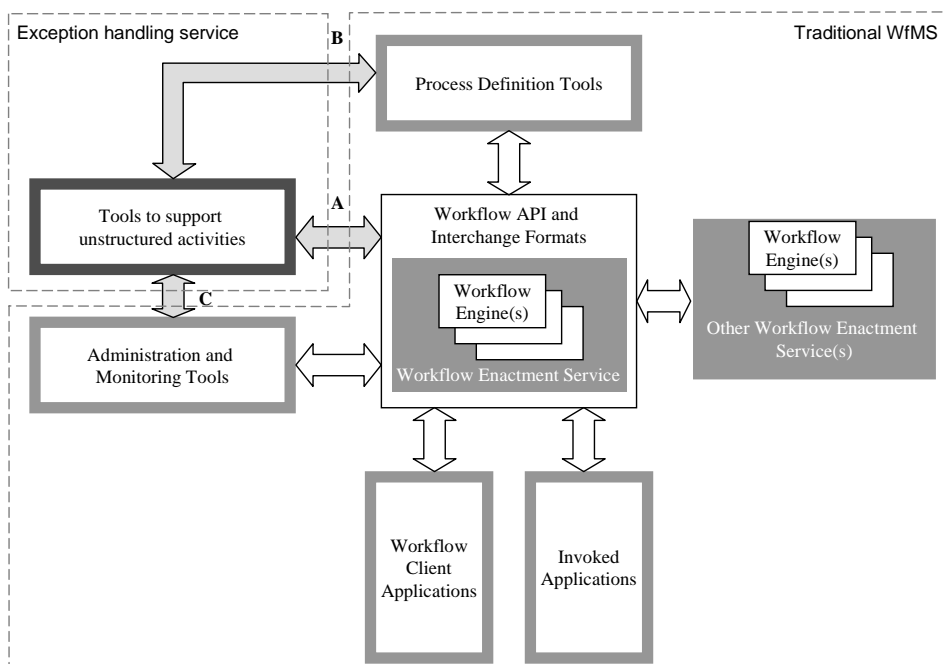 Exception handling service
B
Traditional WfMS
Process Definition Tools
Tools to support
unstructured activities
A
Workflow API and
Interchange Formats
Workflow
Engine(s)
Workflow Enactment Service
Workflow
Engine(s)
Other Workflow Enactment
Service(s)
C
Administration and
Monitoring Tools
Workflow
Client
Applications
Invoked
Applications